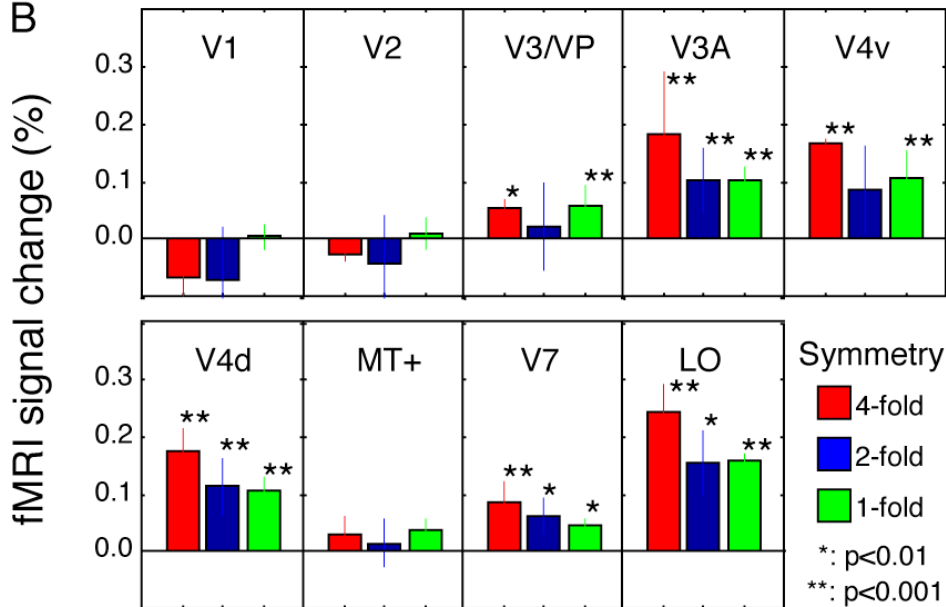 B
fMRI signal change (%)
V1 V2 V3/VP V3A V4v
0.3
0.2
0.1
0.0
* ** ** ** ** ** **
V4d MT+ V7 LO
0.3
0.2
0.1
0.0
** ** ** ** * * ** * **
Symmetry
4-fold
2-fold
1-fold
*: p<0.01
**: p<0.001